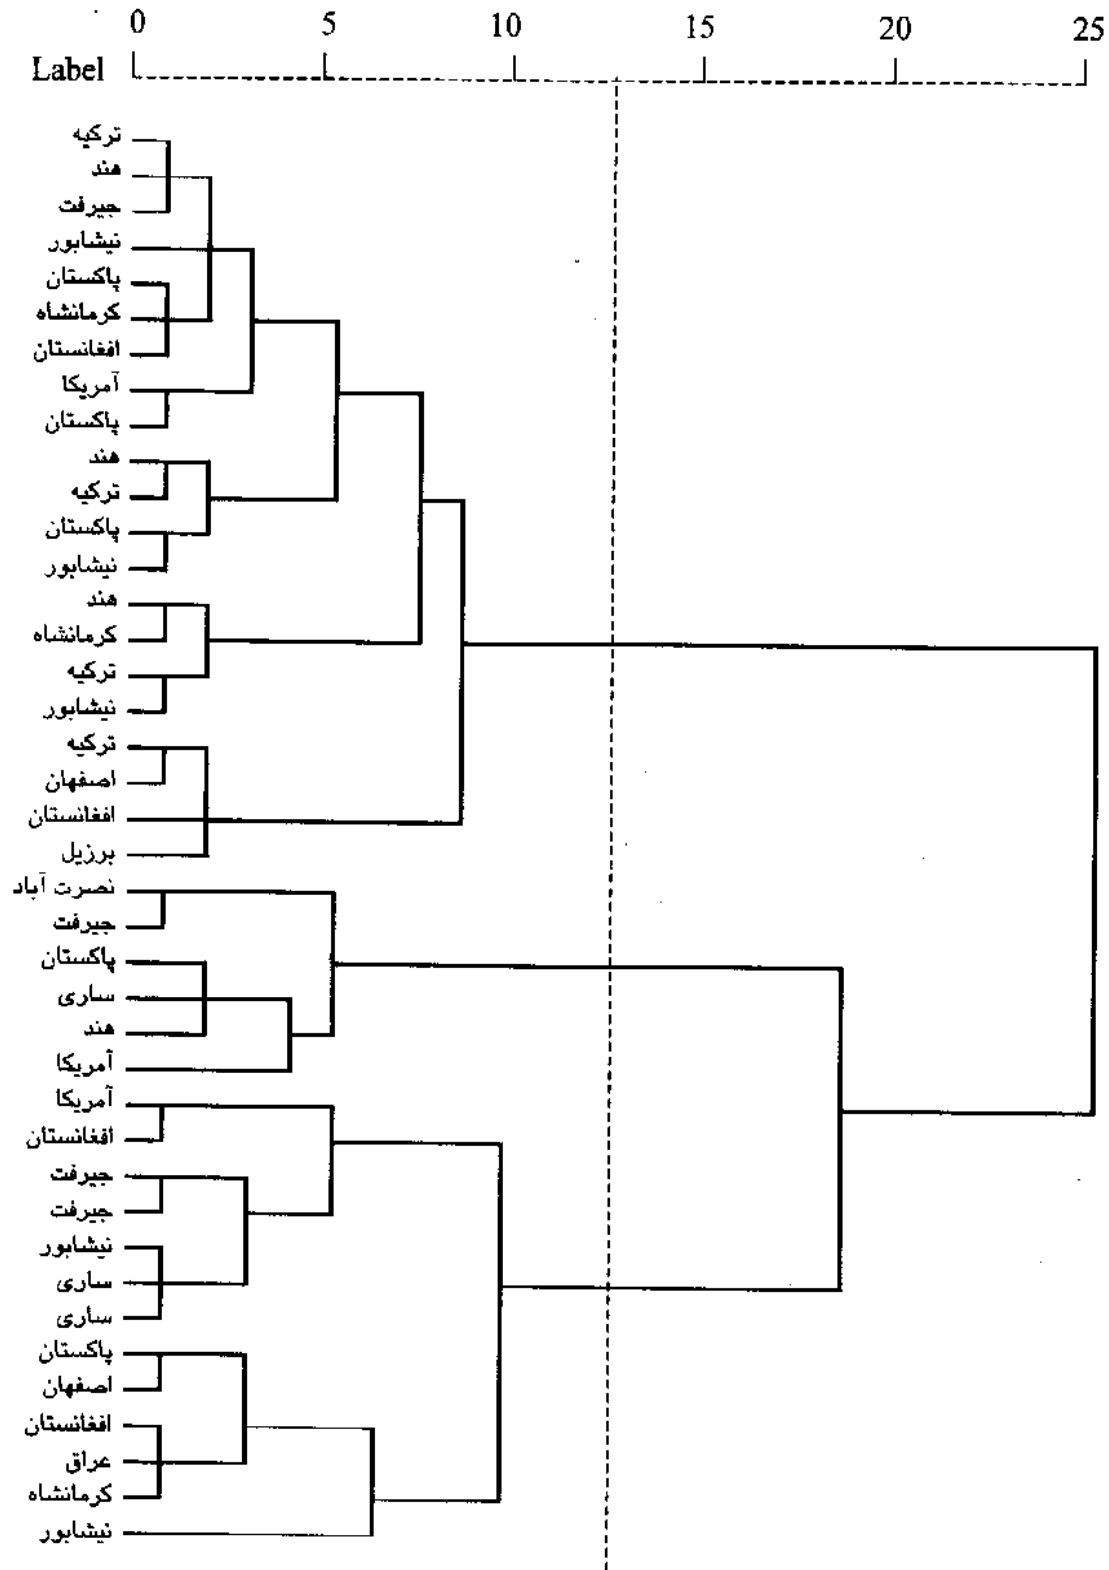 0 5 10 15 20 25
Label
ترکیه
هند
جیرفت
نیشابور
پاکستان
کرمانشاه
افغانستان
آمریکا
پاکستان
هند
ترکیه
پاکستان
نیشابور
هند
کرمانشاه
ترکیه
نیشابور
ترکیه
اصفهان
افغانستان
برزیل
نصرت آباد
جیرفت
پاکستان
ساری
هند
آمریکا
آمریکا
افغانستان
جیرفت
جیرفت
نیشابور
ساری
ساری
پاکستان
اصفهان
افغانستان
عراق
کرمانشاه
نیشابور